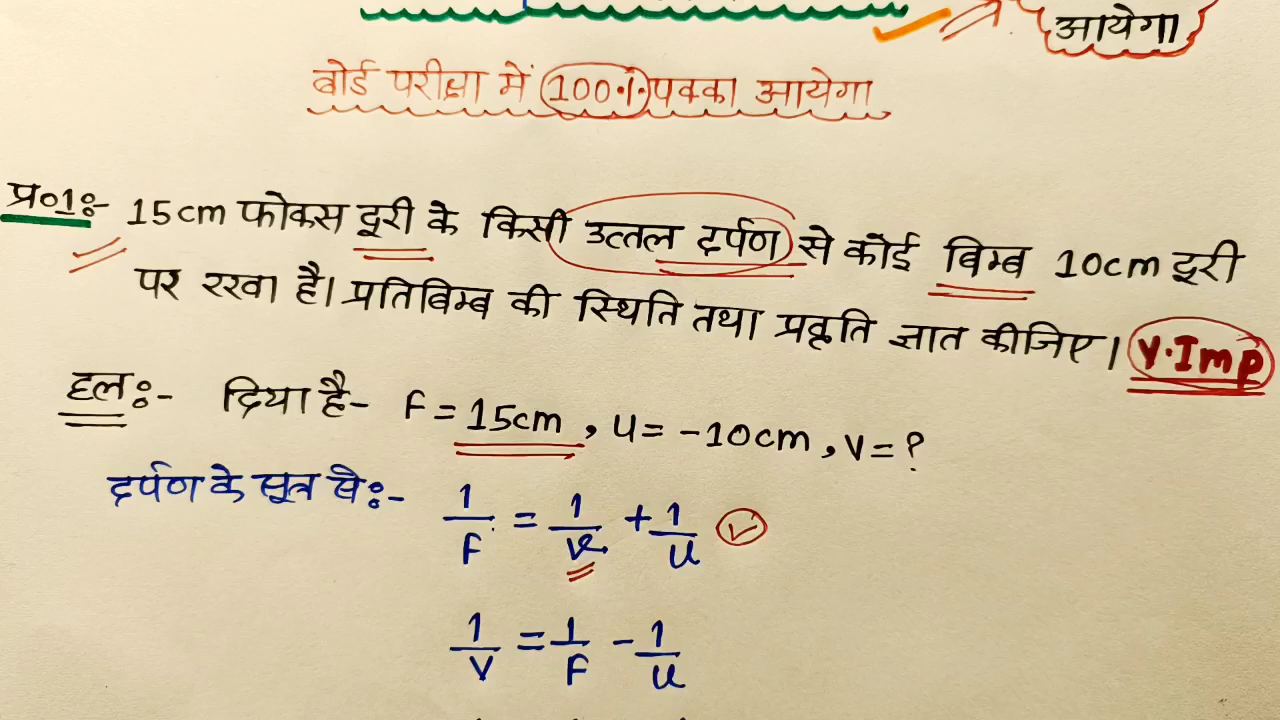 आयेगा
बोर्ड परीक्षा में 100% पक्का आयेगा
प्र०1:- 15cm फोकस दूरी के किसी उत्तल दर्पण से कोई बिम्ब 10cm दूरी
पर रखा है। प्रतिबिम्ब की स्थिति तथा प्रकृति ज्ञात कीजिए। V.Imp
हल:- दिया है- F = 15cm , u = -10cm , v = ?
दर्पण के सूत्र से:- 1/F = 1/v + 1/u
1/v = 1/F - 1/u